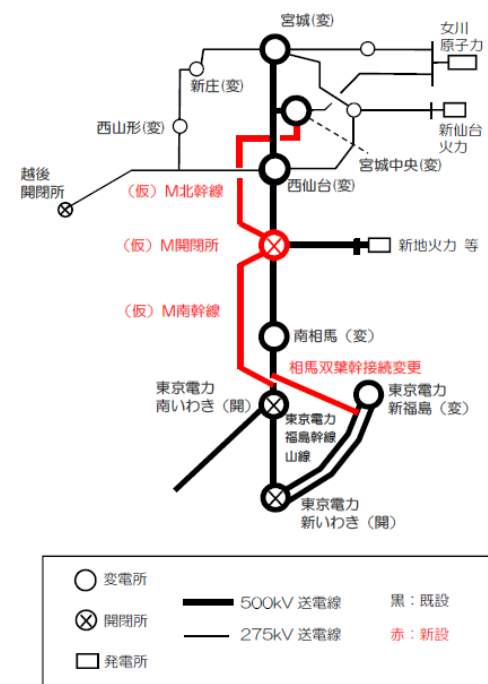 宮城(変)
女川
原子力
新庄(変)
西山形(変)
新仙台
火力
宮城中央(変)
越後
開閉所
西仙台(変)
(仮)M北幹線
(仮)M開閉所
新地火力 等
(仮)M南幹線
南相馬(変)
相馬双葉幹接続変更
東京電力
南いわき(開)
東京電力
新福島(変)
東京電力
福島幹線
山線
東京電力
新いわき(開)
変電所
500kV 送電線
黒:既設
開閉所
275kV 送電線
赤:新設
発電所